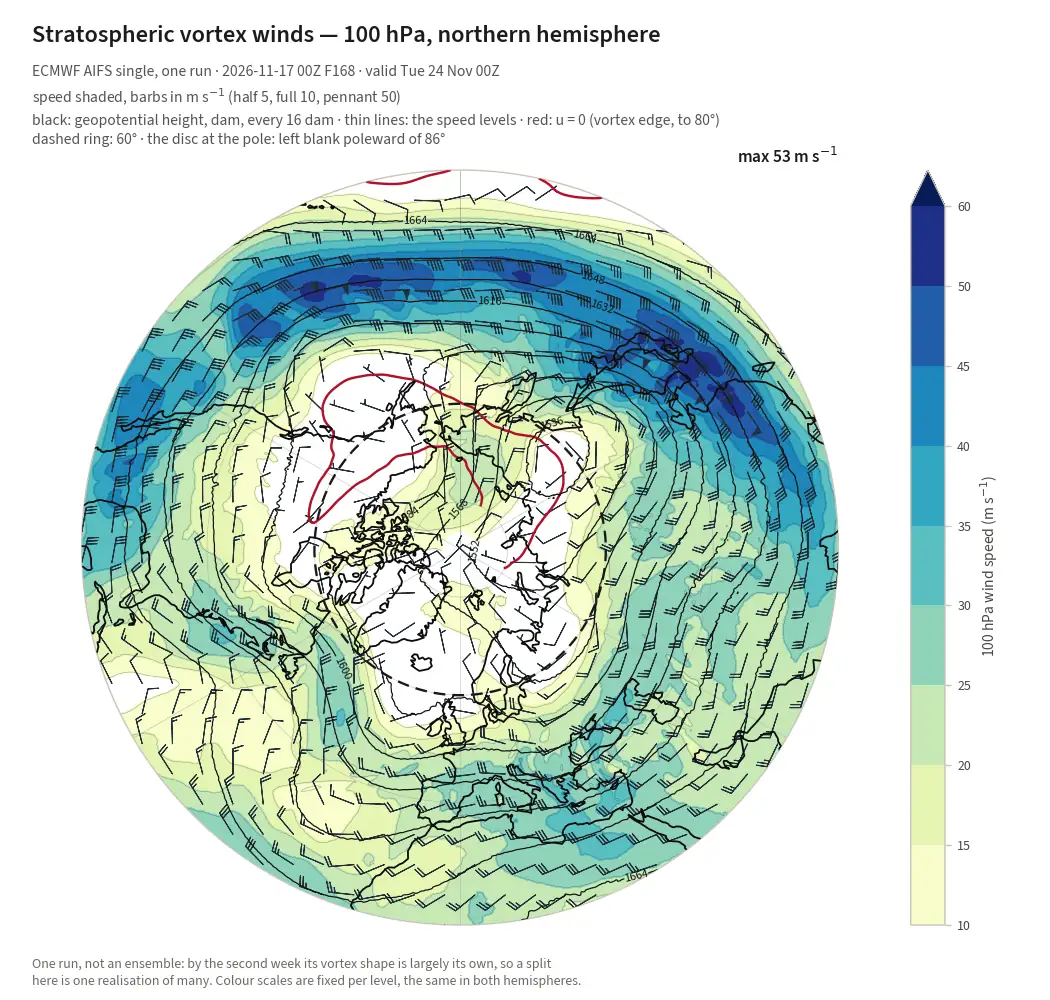 Stratospheric vortex winds — 100 hPa, northern hemisphere
ECMWF AIFS single, one run · 2026-11-17 00Z F168 · valid Tue 24 Nov 00Z
speed shaded, barbs in m s⁻¹ (half 5, full 10, pennant 50)
black: geopotential height, dam, every 16 dam · thin lines: the speed levels · red: u = 0 (vortex edge, to 80°)
dashed ring: 60° · the disc at the pole: left blank poleward of 86°
max 53 m s⁻¹
1664
1664
1648
1632
1616
1536
1568
1552
1600
1664
60
50
45
40
35
30
25
20
15
10
100 hPa wind speed (m s⁻¹)
One run, not an ensemble: by the second week its vortex shape is largely its own, so a split
here is one realisation of many. Colour scales are fixed per level, the same in both hemispheres.